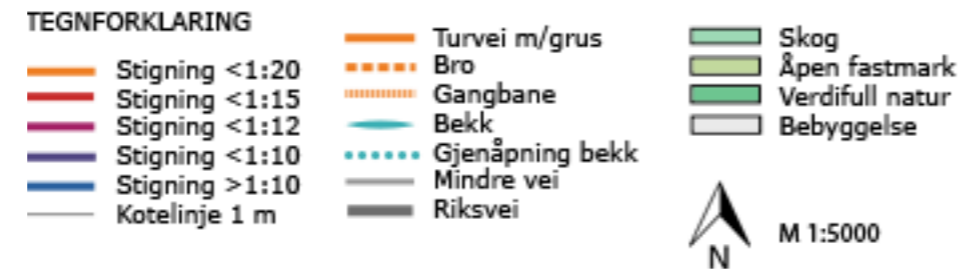 TEGNFORKLARING
Stigning <1:20
Stigning <1:15
Stigning <1:12
Stigning <1:10
Stigning >1:10
Kotelinje 1 m
Turvei m/grus
Bro
Gangbane
Bekk
Gjenåpning bekk
Mindre vei
Riksvei
Skog
Åpen fastmark
Verdifull natur
Bebyggelse
N
M 1:5000